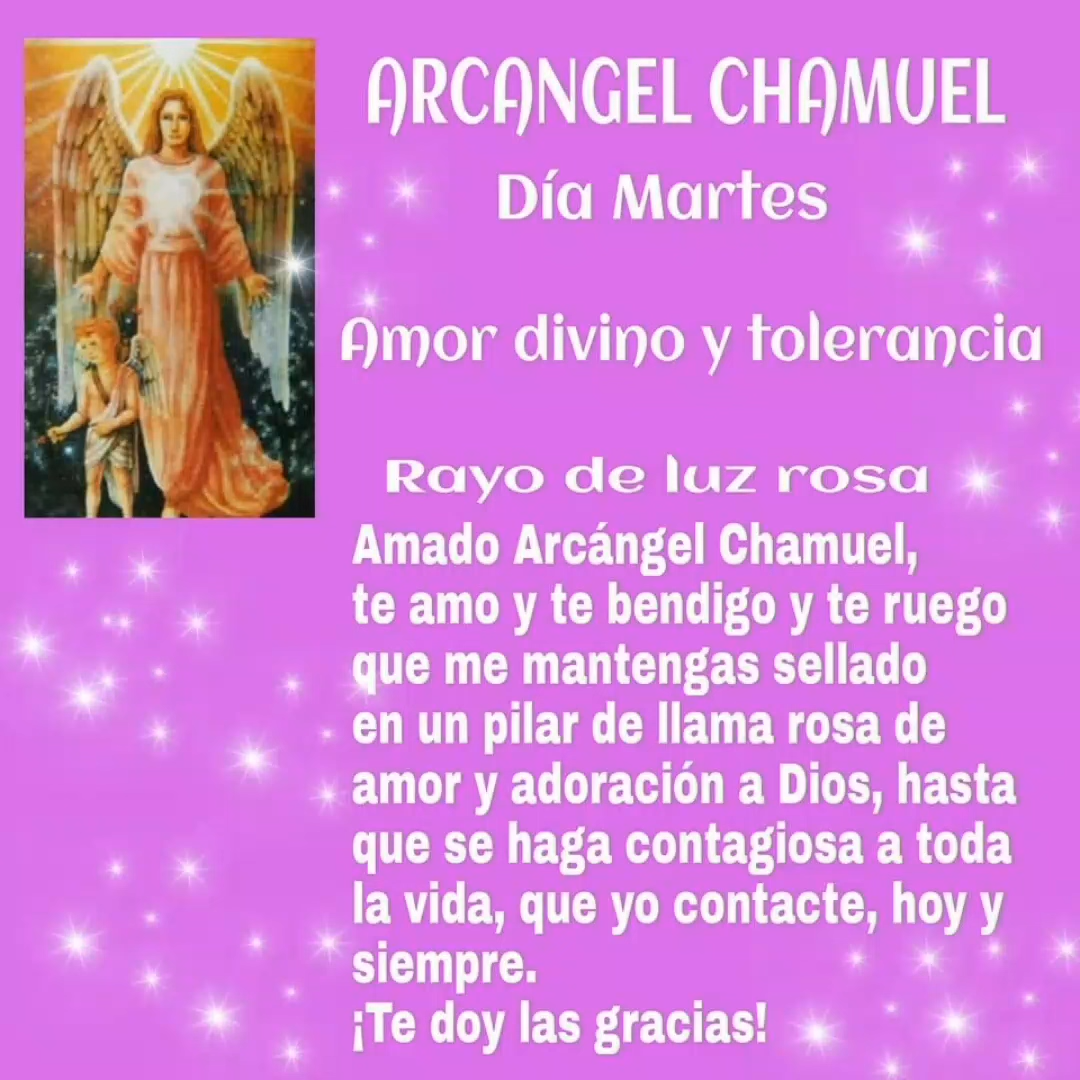 ARCANGEL CHAMUEL
Día Martes
Amor divino y tolerancia
Rayo de luz rosa
Amado Arcángel Chamuel,
te amo y te bendigo y te ruego
que me mantengas sellado
en un pilar de llama rosa de
amor y adoración a Dios, hasta
que se haga contagiosa a toda
la vida, que yo contacte, hoy y
siempre.
¡Te doy las gracias!